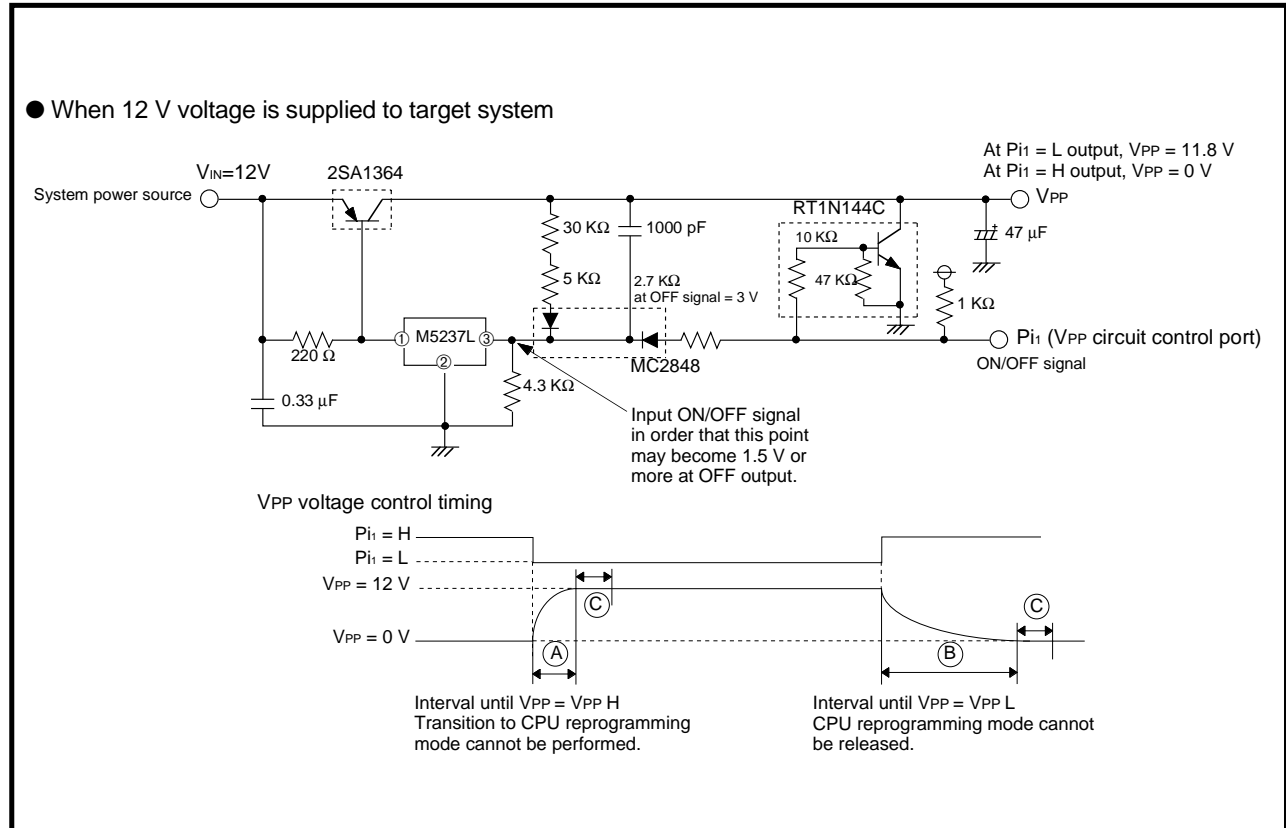 ● When 12 V voltage is supplied to target system
At Pi1 = L output, VPP = 11.8 V
At Pi1 = H output, VPP = 0 V
VIN=12V
2SA1364
System power source
VPP
RT1N144C
30 KΩ
1000 pF
10 KΩ
47 µF
5 KΩ
2.7 KΩ
at OFF signal = 3 V
47 KΩ
1 KΩ
① M5237L ③
②
Pi1 (VPP circuit control port)
ON/OFF signal
220 Ω
MC2848
4.3 KΩ
0.33 µF
Input ON/OFF signal
in order that this point
may become 1.5 V or
more at OFF output.
VPP voltage control timing
Pi1 = H
Pi1 = L
VPP = 12 V
Ⓒ
Ⓒ
VPP = 0 V
Ⓐ
Ⓑ
Interval until VPP = VPP H
Transition to CPU reprogramming
mode cannot be performed.
Interval until VPP = VPP L
CPU reprogramming mode cannot
be released.